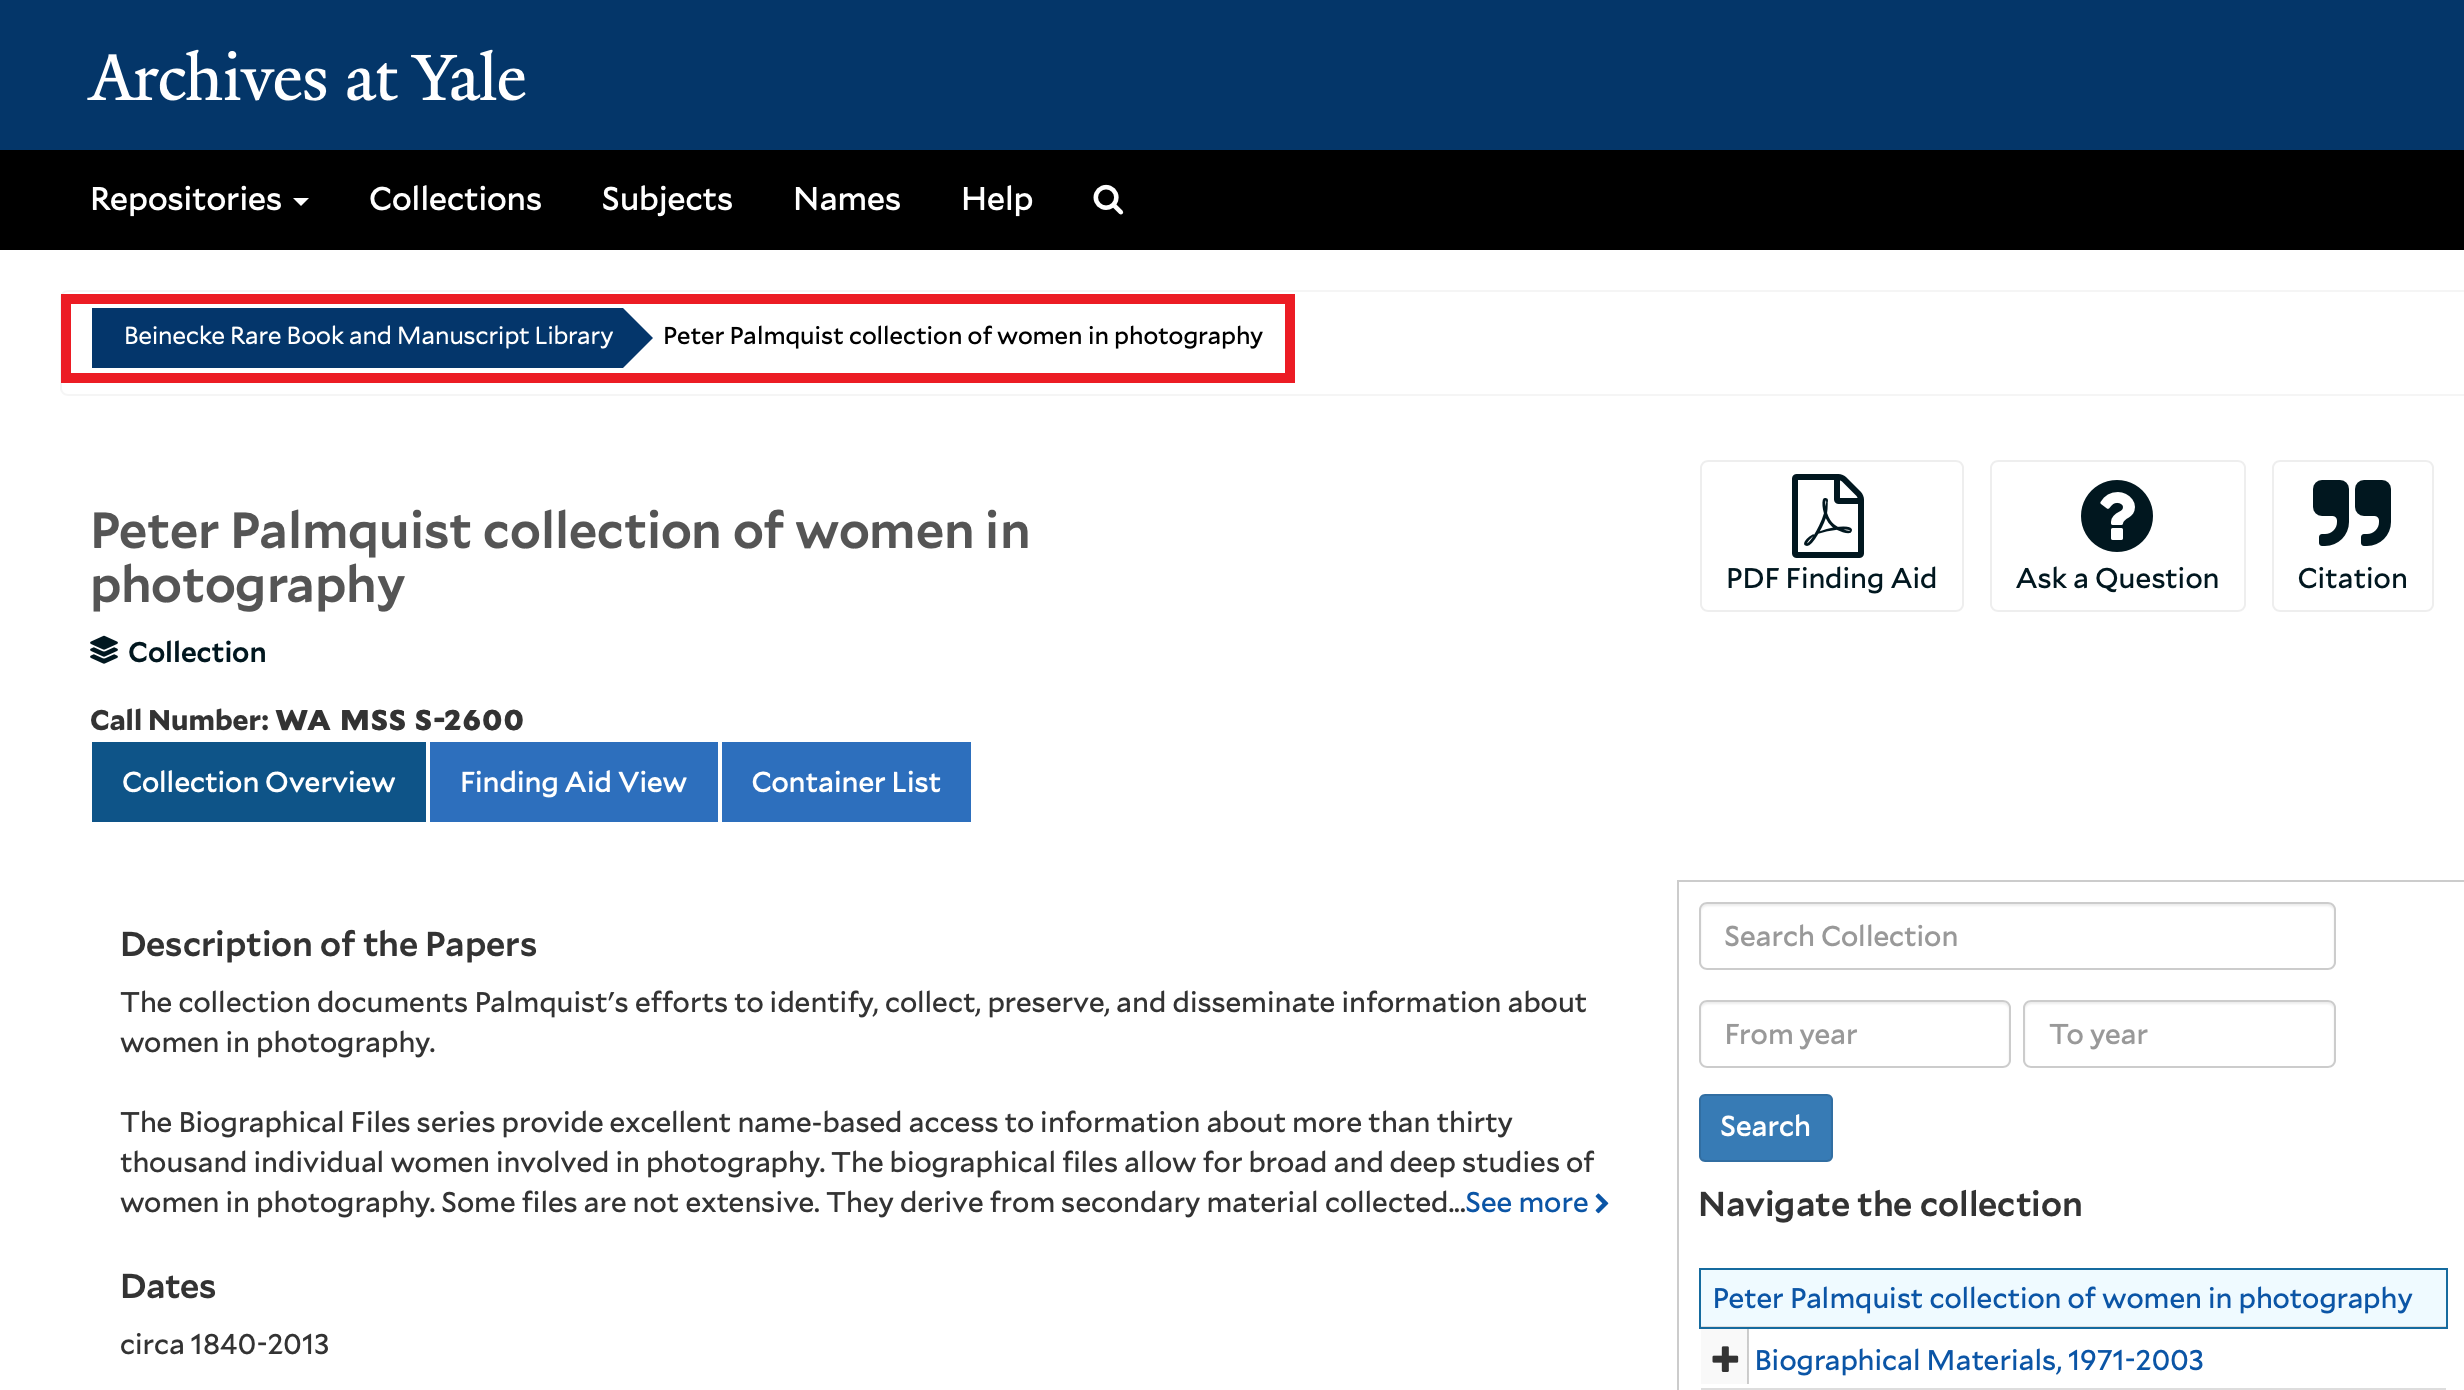 Archives at Yale
Repositories Collections Subjects Names Help
Beinecke Rare Book and Manuscript Library Peter Palmquist collection of women in photography
Peter Palmquist collection of women in
photography
PDF Finding Aid Ask a Question Citation
Collection
Call Number: WA MSS S-2600
Collection Overview Finding Aid View Container List
Description of the Papers
The collection documents Palmquist's efforts to identify, collect, preserve, and disseminate information about
women in photography.
The Biographical Files series provide excellent name-based access to information about more than thirty
thousand individual women involved in photography. The biographical files allow for broad and deep studies of
women in photography. Some files are not extensive. They derive from secondary material collected...See more
Dates
circa 1840-2013
Search Collection
From year To year
Search
Navigate the collection
Peter Palmquist collection of women in photography
Biographical Materials, 1971-2003